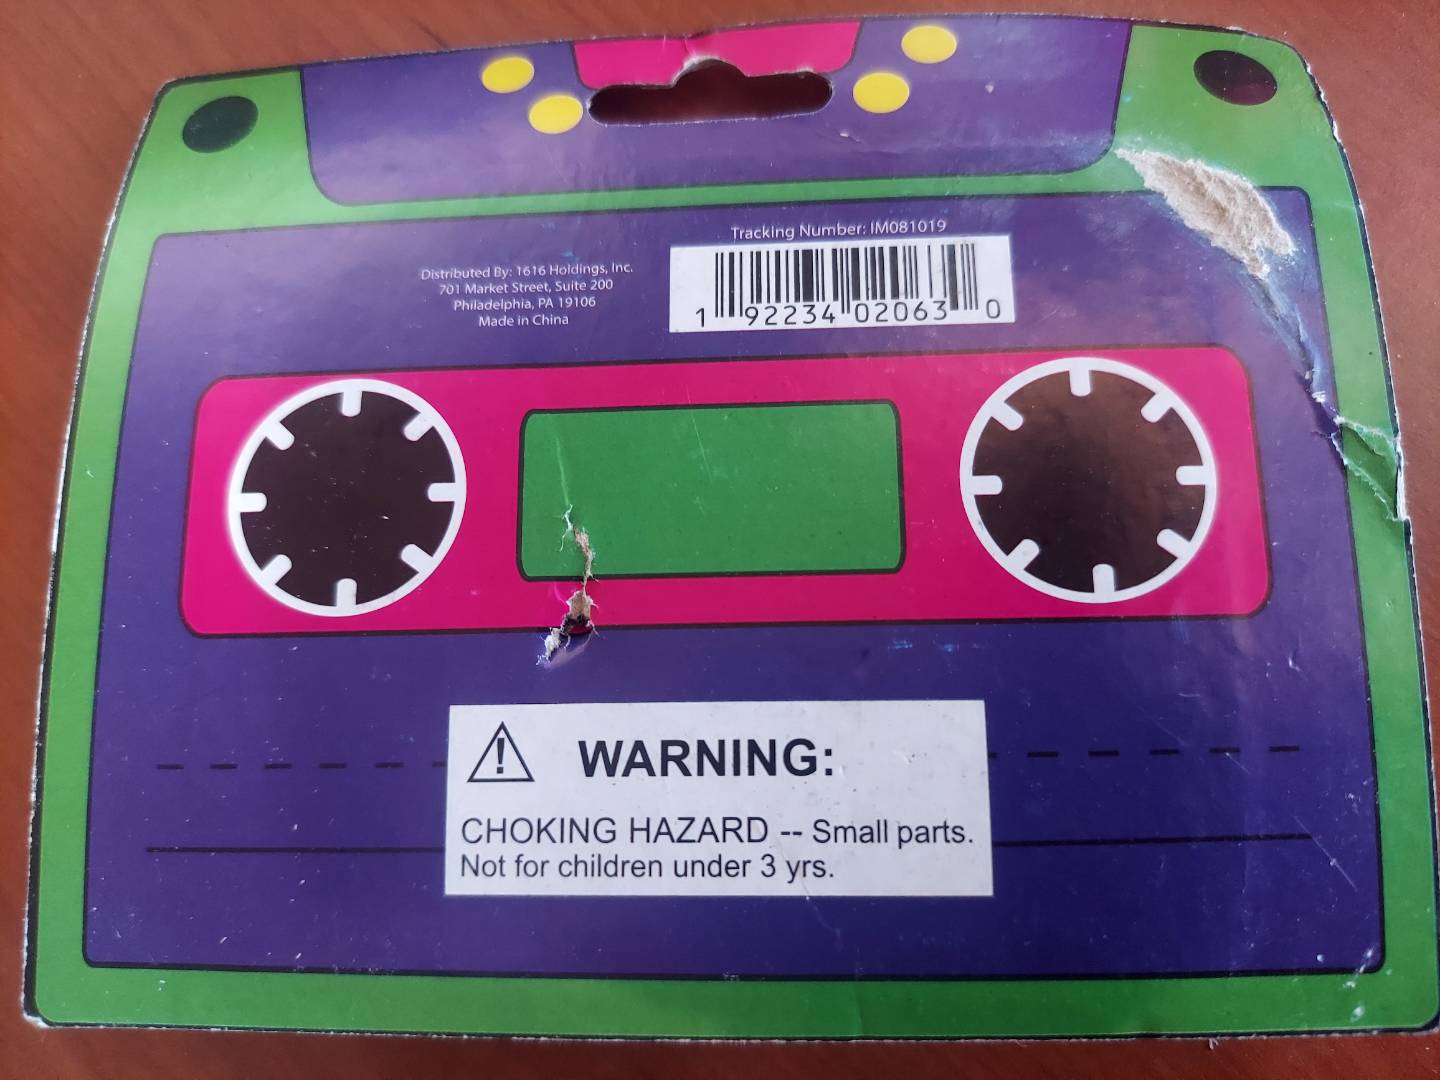 Tracking Number: IM081019
Distributed By: 1616 Holdings, Inc.
701 Market Street, Suite 200
Philadelphia, PA 19106
Made in China
1 92234 02063 0
WARNING:
CHOKING HAZARD -- Small parts.
Not for children under 3 yrs.